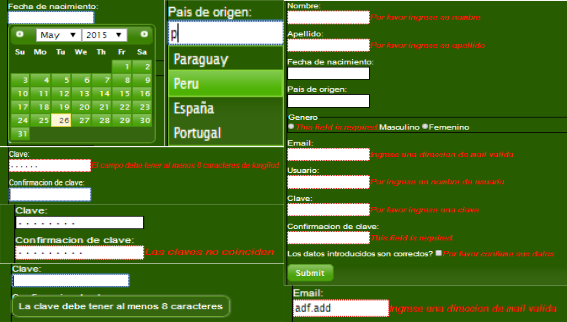 Fecha de nacimiento:
May 2015
Su Mo Tu We Th Fr Sa
1 2
3 4 5 6 7 8 9
10 11 12 13 14 15 16
17 18 19 20 21 22 23
24 25 26 27 28 29 30
31
Pais de origen:
p
Paraguay
Peru
España
Portugal
Clave:
El campo debe tener al menos 8 caracteres de longitud
Confirmacion de clave:
Clave:
Confirmacion de clave:
Las claves no coinciden
Clave:
La clave debe tener al menos 8 caracteres
Nombre:
Por favor ingrese su nombre
Apellido:
Por favor ingrese su apellido
Fecha de nacimiento:
Pais de origen:
Genero
This field is required. Masculino Femenino
Email:
Ingrese una direccion de mail valida
Usuario:
Por ingrese un nombre de usuario
Clave:
Por favor ingrese una clave
Confirmacion de clave:
This field is required.
Los datos introducidos son correctos? Por favor confirme sus datos
Submit
Email:
adf.add
Ingrese una direccion de mail valida